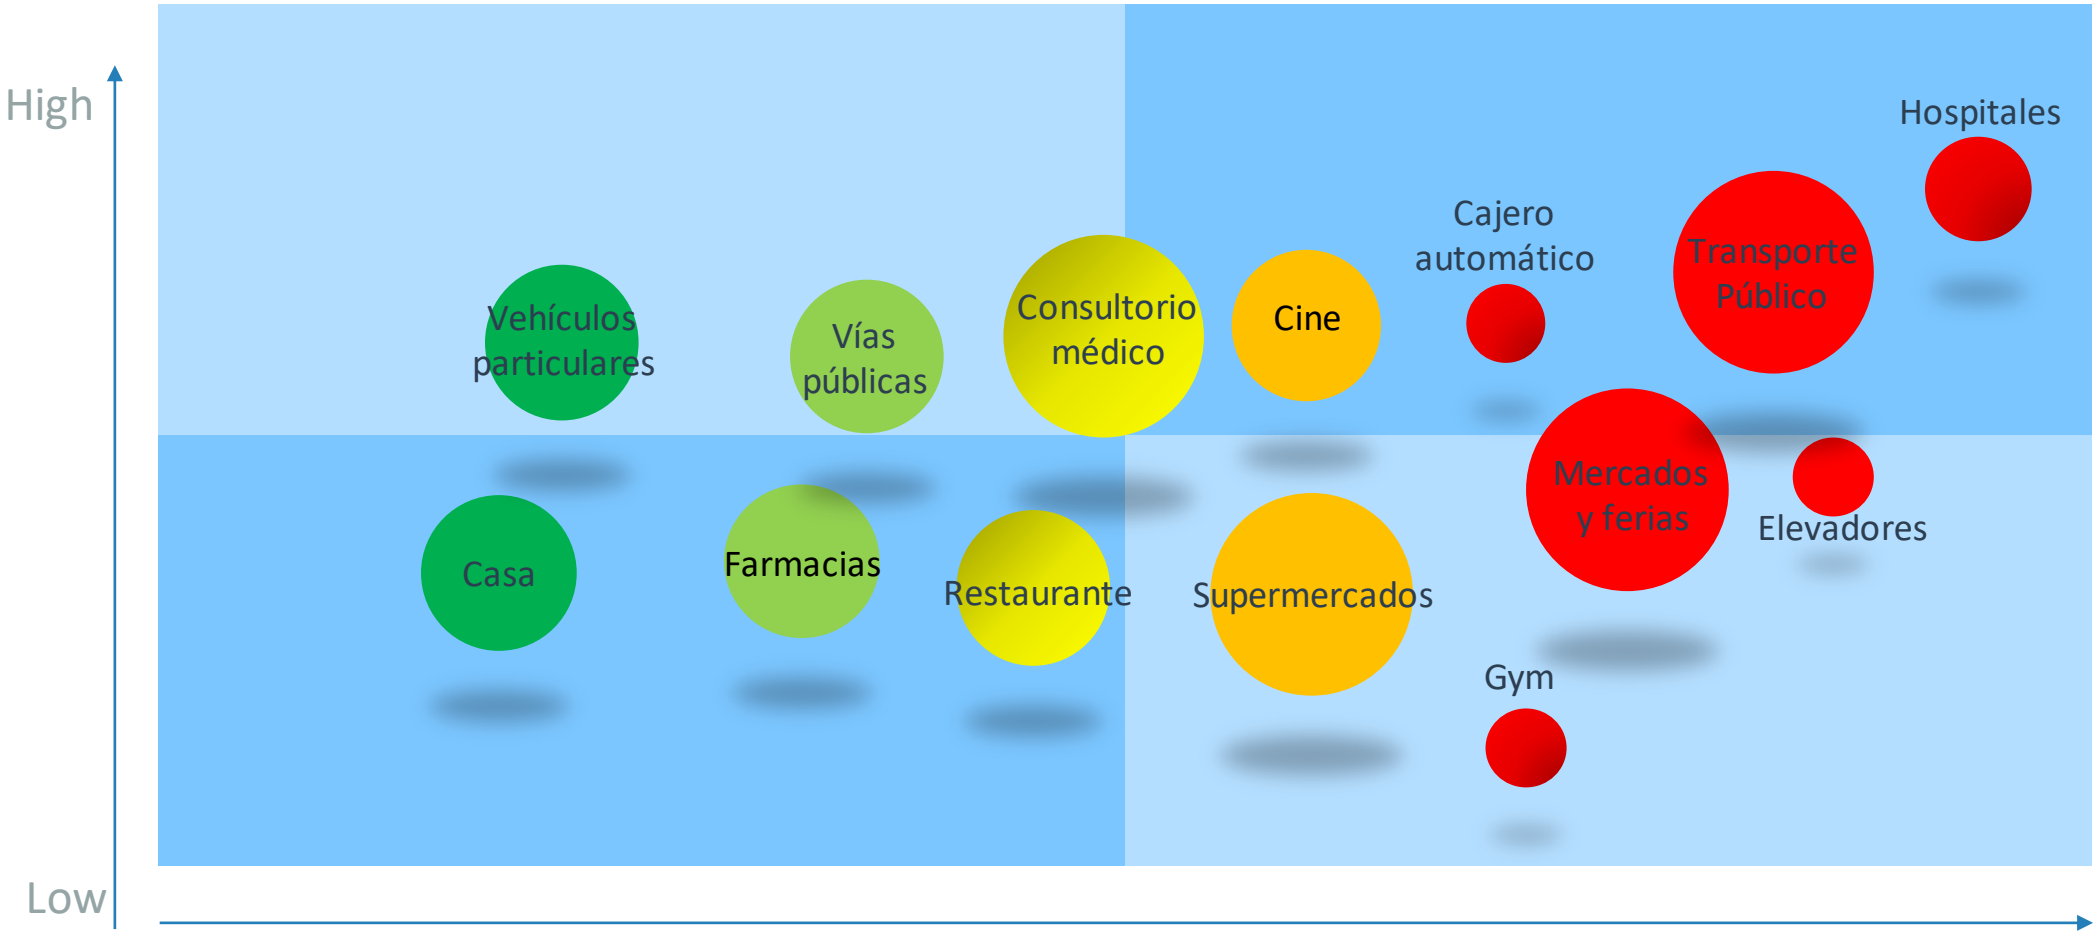 High
Hospitales
Cajero
automático
Transporte
Público
Vehículos
particulares
Vías
públicas
Consultorio
médico
Cine
Mercados
y ferias
Elevadores
Casa
Farmacias
Restaurante
Supermercados
Gym
Low